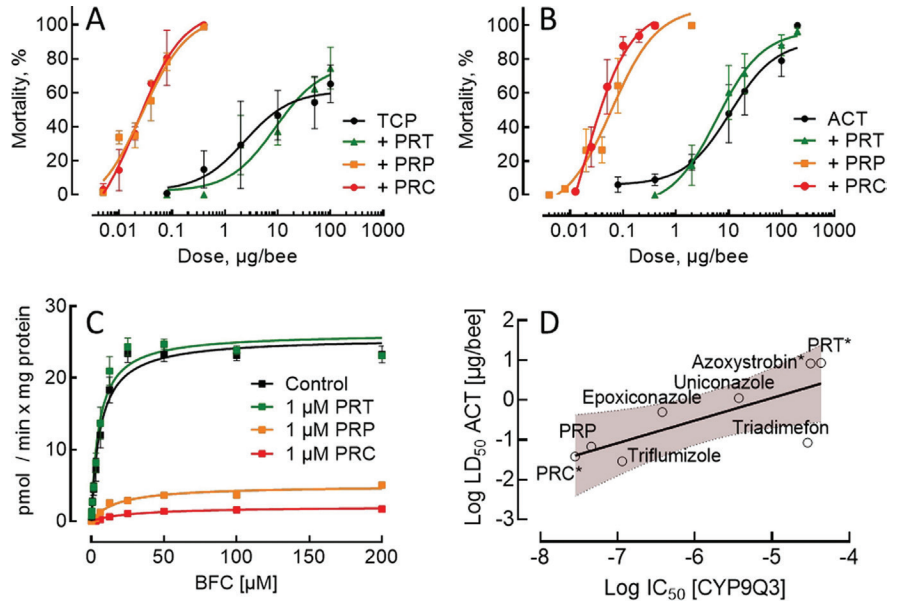 A
Mortality, %
100
80
60
40
20
0
0.01 0.1 1 10 100 1000
Dose, µg/bee
TCP
+ PRT
+ PRP
+ PRC
B
Mortality, %
100
80
60
40
20
0
0.01 0.1 1 10 100 1000
Dose, µg/bee
ACT
+ PRT
+ PRP
+ PRC
C
pmol / min x mg protein
30
20
10
0
0 50 100 150 200
BFC [µM]
Control
1 µM PRT
1 µM PRP
1 µM PRC
D
Log LD50 ACT [µg/bee]
2
1
0
-1
-2
-3
-8 -7 -6 -5 -4
Log IC50 [CYP9Q3]
PRT*
Azoxystrobin*
Uniconazole
Epoxiconazole
Triadimefon
PRP
Triflumizole
PRC*